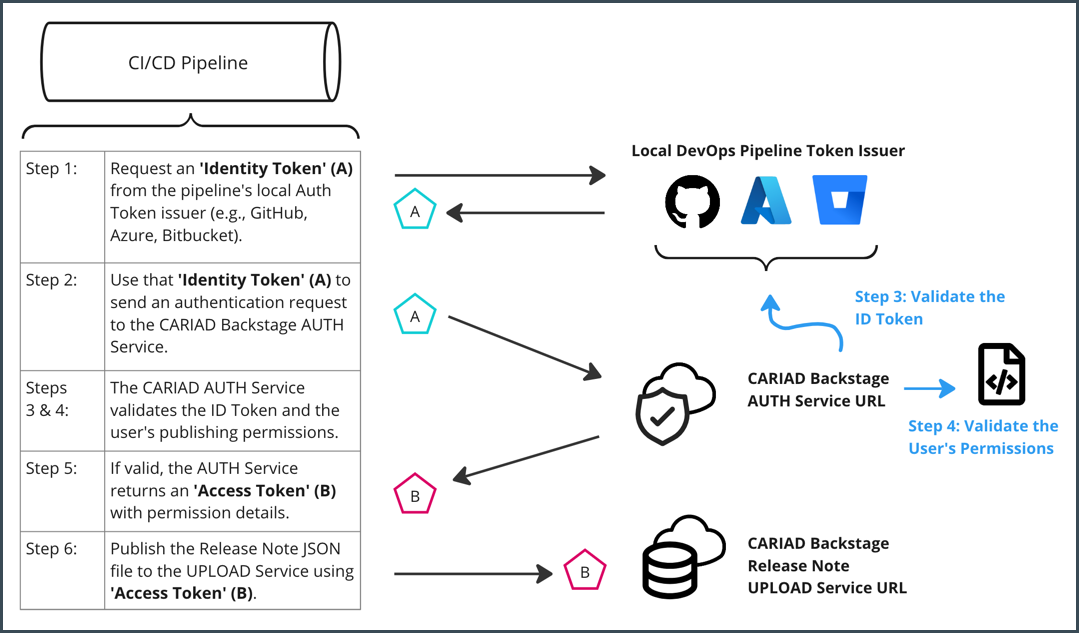 CI/CD Pipeline
Step 1:
Request an 'Identity Token' (A)
from the pipeline's local Auth
Token issuer (e.g., GitHub,
Azure, Bitbucket).
Step 2:
Use that 'Identity Token' (A) to
send an authentication request
to the CARIAD Backstage AUTH
Service.
Steps
3 & 4:
The CARIAD AUTH Service
validates the ID Token and the
user's publishing permissions.
Step 5:
If valid, the AUTH Service
returns an 'Access Token' (B)
with permission details.
Step 6:
Publish the Release Note JSON
file to the UPLOAD Service using
'Access Token' (B).
Local DevOps Pipeline Token Issuer
A
A
Step 3: Validate the
ID Token
CARIAD Backstage
AUTH Service URL
</>
Step 4: Validate the
User's Permissions
B
B
CARIAD Backstage
Release Note
UPLOAD Service URL